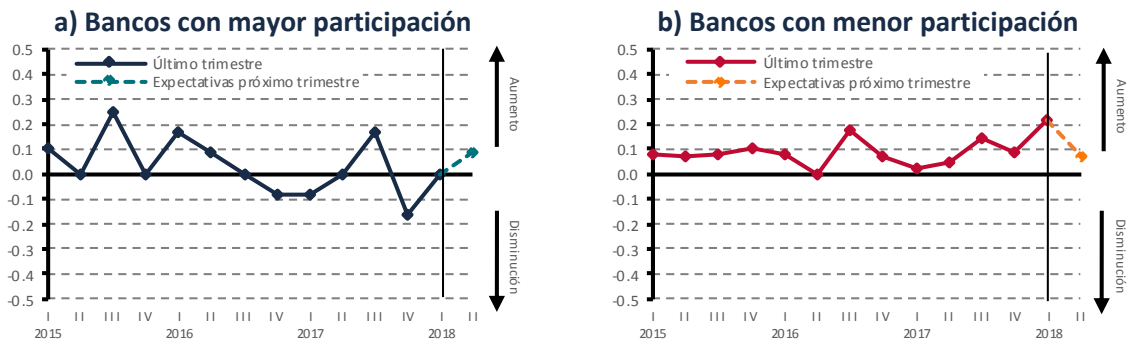 a) Bancos con mayor participación
0.5
0.4
0.3
0.2
0.1
0.0
-0.1
-0.2
-0.3
-0.4
-0.5
Último trimestre
Expectativas próximo trimestre
Aumento
Disminución
I II III IV I II III IV I II III IV I II
2015 2016 2017 2018
b) Bancos con menor participación
0.5
0.4
0.3
0.2
0.1
0.0
-0.1
-0.2
-0.3
-0.4
-0.5
Último trimestre
Expectativas próximo trimestre
Aumento
Disminución
I II III IV I II III IV I II III IV I II
2015 2016 2017 2018